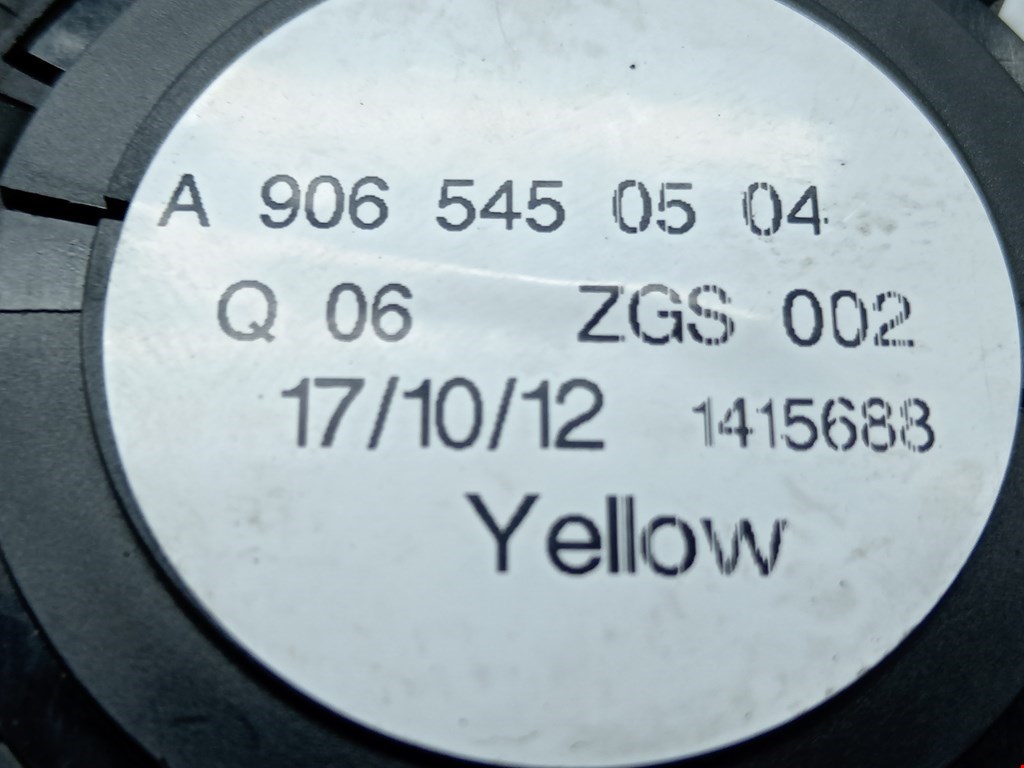 A 906 545 05 04
Q 06 ZGS 002
17/10/12 1415688
Yellow